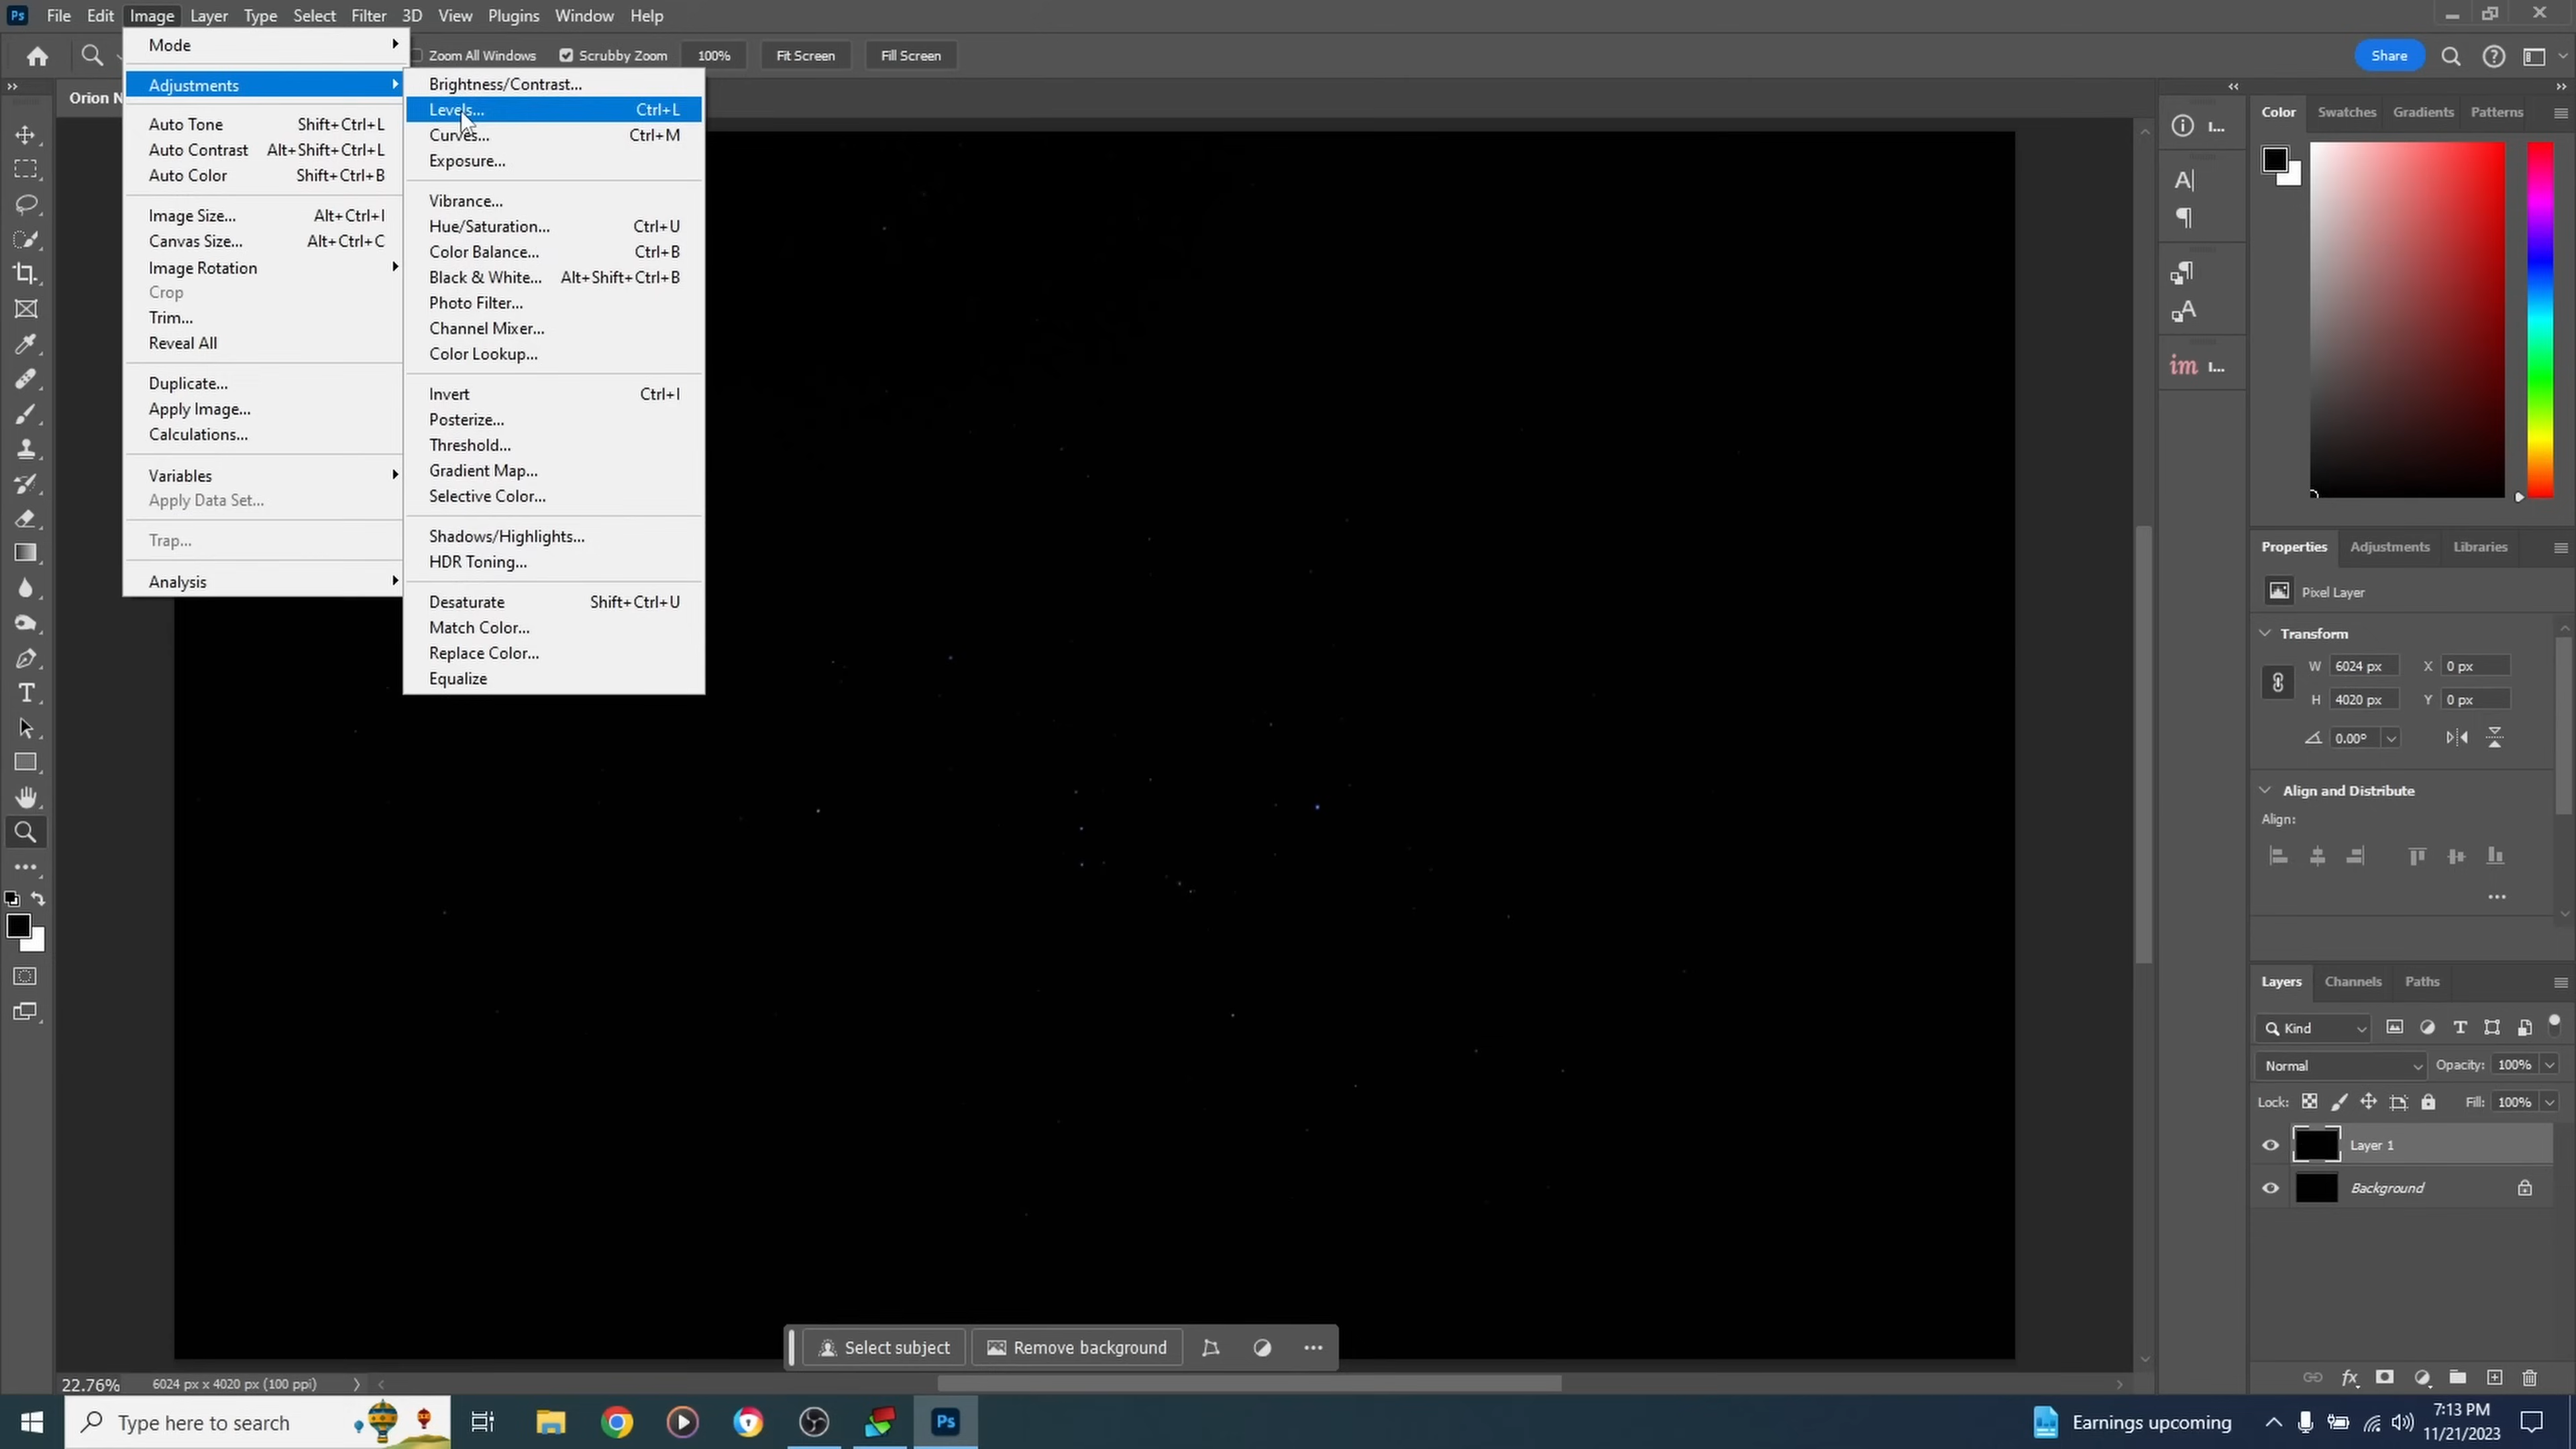 Ps File Edit Image Layer Type Select Filter 3D View Plugins Window Help
Zoom All Windows Scrubby Zoom 100% Fit Screen Fill Screen Share
Orion N
Mode
Adjustments
Auto Tone Shift+Ctrl+L
Auto Contrast Alt+Shift+Ctrl+L
Auto Color Shift+Ctrl+B
Image Size... Alt+Ctrl+I
Canvas Size... Alt+Ctrl+C
Image Rotation
Crop
Trim...
Reveal All
Duplicate...
Apply Image...
Calculations...
Variables
Apply Data Set...
Trap...
Analysis
Brightness/Contrast...
Levels... Ctrl+L
Curves... Ctrl+M
Exposure...
Vibrance...
Hue/Saturation... Ctrl+U
Color Balance... Ctrl+B
Black & White... Alt+Shift+Ctrl+B
Photo Filter...
Channel Mixer...
Color Lookup...
Invert Ctrl+I
Posterize...
Threshold...
Gradient Map...
Selective Color...
Shadows/Highlights...
HDR Toning...
Desaturate Shift+Ctrl+U
Match Color...
Replace Color...
Equalize
I...
im I...
Color Swatches Gradients Patterns
Properties Adjustments Libraries
Pixel Layer
Transform
W 6024 px X 0 px
H 4020 px Y 0 px
0.00°
Align and Distribute
Align:
Layers Channels Paths
Kind
Normal Opacity: 100%
Lock: Fill: 100%
Layer 1
Background
Select subject Remove background
22.76% 6024 px x 4020 px (100 ppi)
Type here to search
Ps
Earnings upcoming
7:13 PM
11/21/2023